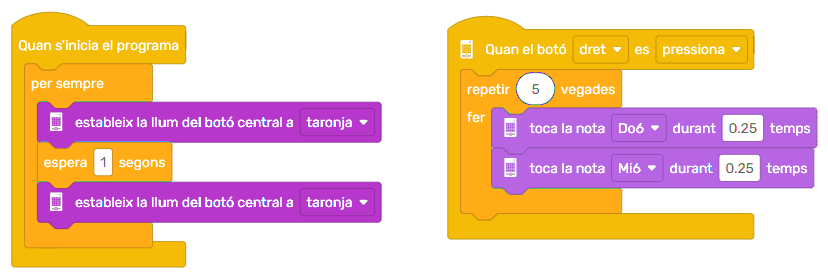 Quan s'inicia el programa
per sempre
estableix la llum del botó central a taronja
espera 1 segons
estableix la llum del botó central a taronja
Quan el botó dret es pressiona
repetir 5 vegades
fer
toca la nota Do6 durant 0.25 temps
toca la nota Mi6 durant 0.25 temps